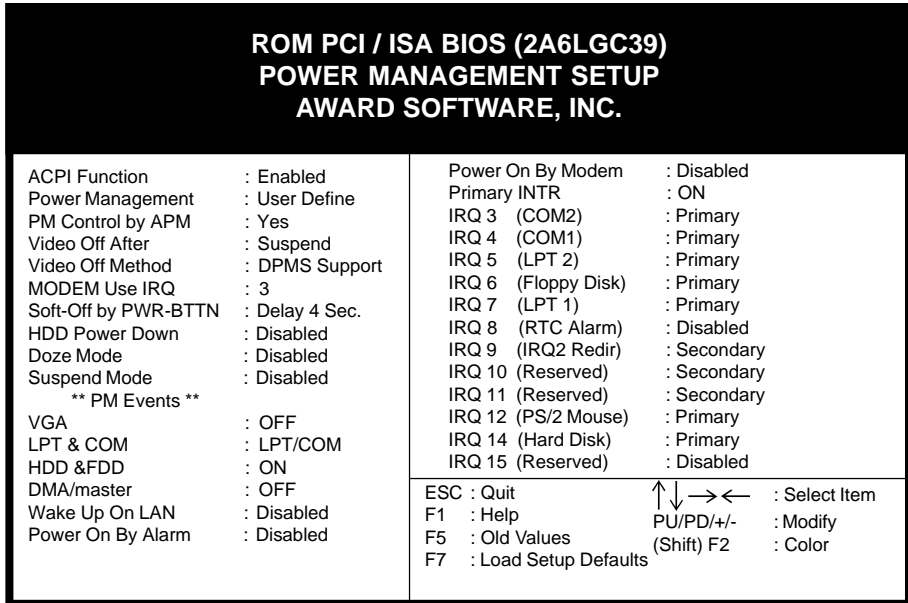 ROM PCI / ISA BIOS (2A6LGC39)
POWER MANAGEMENT SETUP
AWARD SOFTWARE, INC.
ACPI Function : Enabled
Power Management : User Define
PM Control by APM : Yes
Video Off After : Suspend
Video Off Method : DPMS Support
MODEM Use IRQ : 3
Soft-Off by PWR-BTTN : Delay 4 Sec.
HDD Power Down : Disabled
Doze Mode : Disabled
Suspend Mode : Disabled
** PM Events **
VGA : OFF
LPT & COM : LPT/COM
HDD &FDD : ON
DMA/master : OFF
Wake Up On LAN : Disabled
Power On By Alarm : Disabled
Power On By Modem : Disabled
Primary INTR : ON
IRQ 3 (COM2) : Primary
IRQ 4 (COM1) : Primary
IRQ 5 (LPT 2) : Primary
IRQ 6 (Floppy Disk) : Primary
IRQ 7 (LPT 1) : Primary
IRQ 8 (RTC Alarm) : Disabled
IRQ 9 (IRQ2 Redir) : Secondary
IRQ 10 (Reserved) : Secondary
IRQ 11 (Reserved) : Secondary
IRQ 12 (PS/2 Mouse) : Primary
IRQ 14 (Hard Disk) : Primary
IRQ 15 (Reserved) : Disabled
ESC : Quit ↑↓→← : Select Item
F1 : Help PU/PD/+/- : Modify
F5 : Old Values (Shift) F2 : Color
F7 : Load Setup Defaults